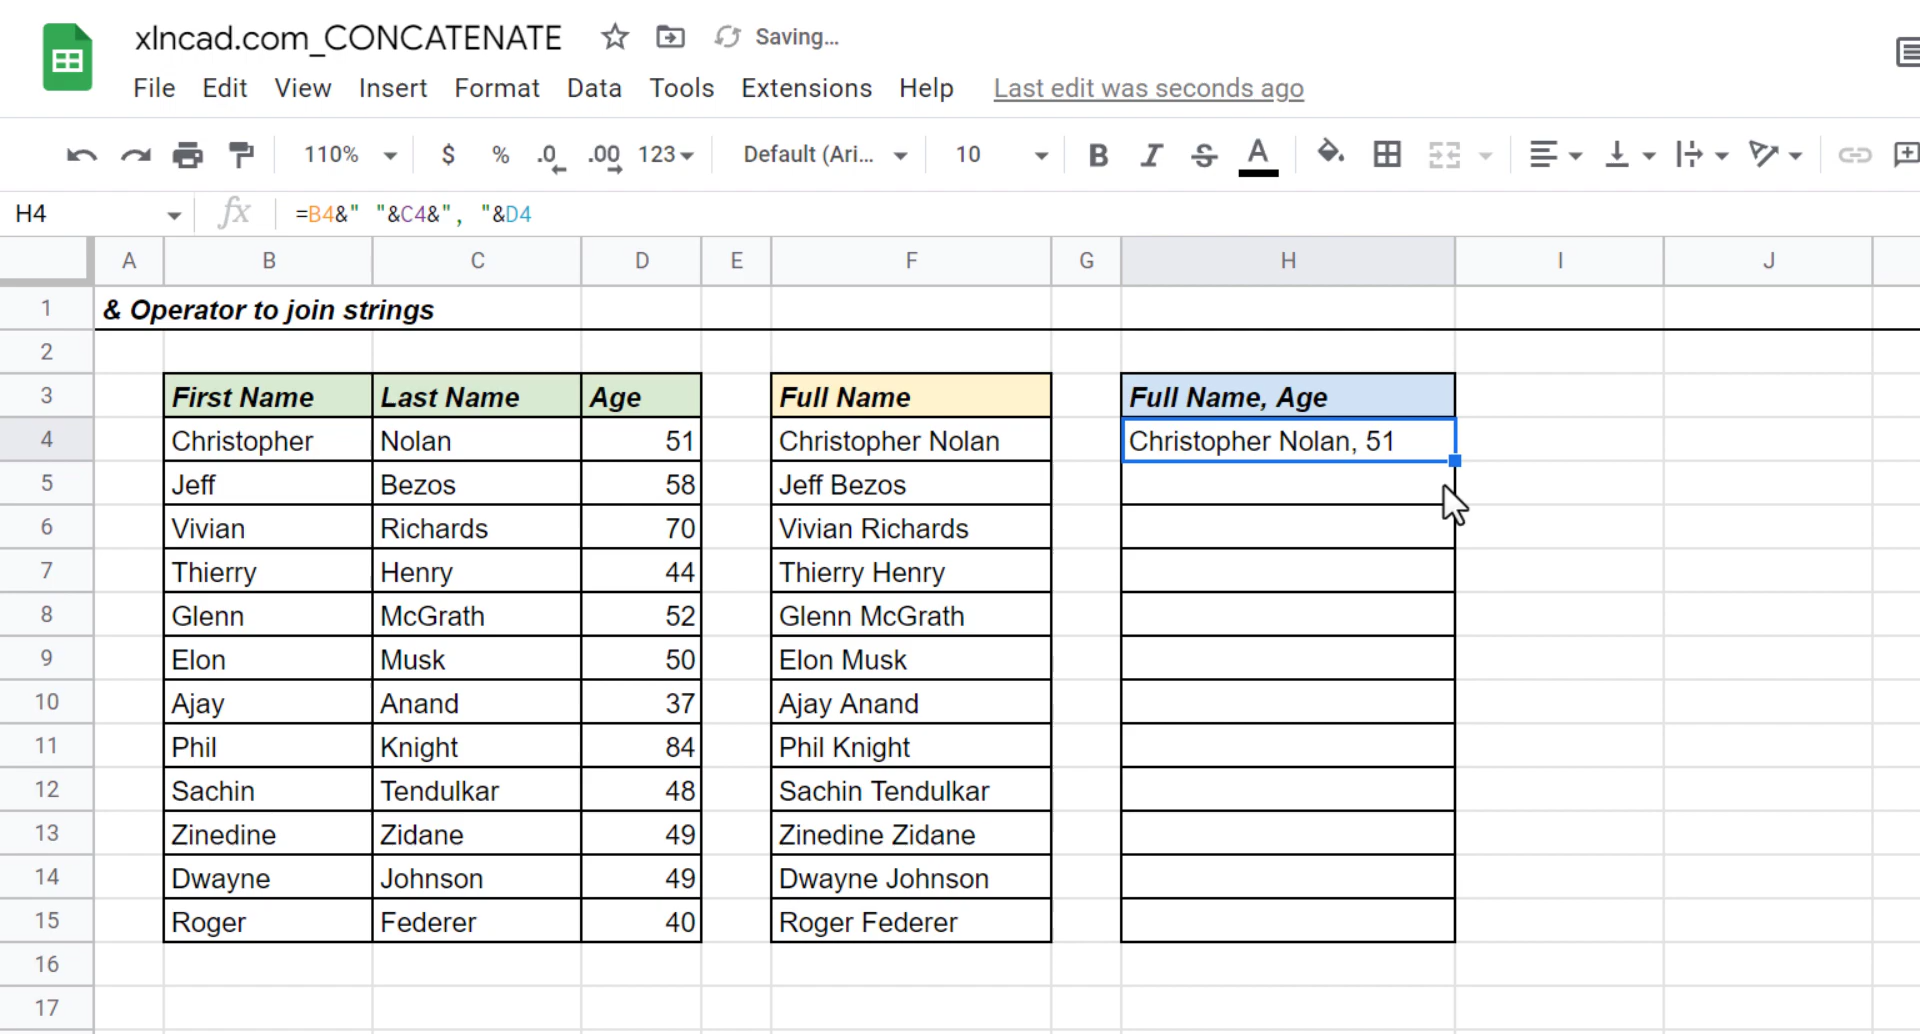 xlncad.com_CONCATENATE Saving...
File Edit View Insert Format Data Tools Extensions Help Last edit was seconds ago
110% $ % .0 .00 123 Default (Ari... 10 B I S A
H4 fx =B4&" "&C4&", "&D4
A B C D E F G H I J
1 & Operator to join strings
2
3 First Name Last Name Age Full Name Full Name, Age
4 Christopher Nolan 51 Christopher Nolan Christopher Nolan, 51
5 Jeff Bezos 58 Jeff Bezos
6 Vivian Richards 70 Vivian Richards
7 Thierry Henry 44 Thierry Henry
8 Glenn McGrath 52 Glenn McGrath
9 Elon Musk 50 Elon Musk
10 Ajay Anand 37 Ajay Anand
11 Phil Knight 84 Phil Knight
12 Sachin Tendulkar 48 Sachin Tendulkar
13 Zinedine Zidane 49 Zinedine Zidane
14 Dwayne Johnson 49 Dwayne Johnson
15 Roger Federer 40 Roger Federer
16
17